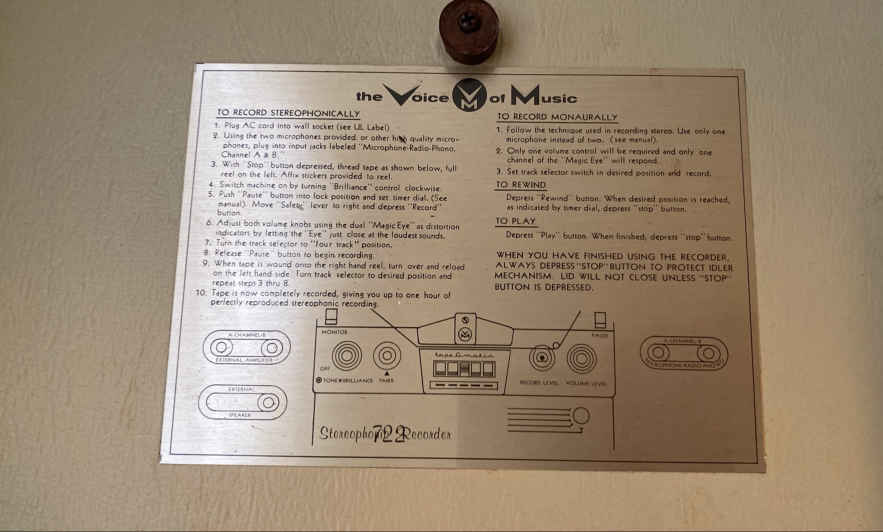 the Voice VM of Music
TO RECORD STEREOPHONICALLY
1. Plug AC cord into wall socket (see UL Label)
2. Using the two microphones provided, or other high quality micro-
phones, plug into input jacks labeled "Microphone-Radio-Phono,
Channel A & B."
3. With "Stop" button depressed, thread tape as shown below, full
reel on the left. Affix stickers provided to reel.
4. Switch machine on by turning "Brilliance" control clockwise.
5. Push "Pause" button into lock position and set timer dial. (See
manual). Move "Safety" lever to right and depress "Record"
button.
6. Adjust both volume knobs using the dual "Magic Eye" as distortion
indicators by letting the "Eye" just close at the loudest sounds.
7. Turn the track selector to "four track" position.
8. Release "Pause" button to begin recording.
9. When tape is wound onto the right hand reel, turn over and reload
on the left hand side. Turn track selector to desired position and
repeat steps 3 thru 8.
10. Tape is now completely recorded, giving you up to one hour of
perfectly reproduced stereophonic recording.
TO RECORD MONAURALLY
1. Follow the technique used in recording stereo. Use only one
microphone instead of two. (see manual).
2. Only one volume control will be required and only one
channel of the "Magic Eye" will respond.
3. Set track selector switch in desired position and record.
TO REWIND
Depress "Rewind" button. When desired position is reached,
as indicated by timer dial, depress "stop" button.
TO PLAY
Depress "Play" button. When finished, depress "stop" button.
WHEN YOU HAVE FINISHED USING THE RECORDER,
ALWAYS DEPRESS "STOP" BUTTON TO PROTECT IDLER
MECHANISM. LID WILL NOT CLOSE UNLESS "STOP"
BUTTON IS DEPRESSED.
A-CHANNEL-B
EXTERNAL AMPLIFIER
EXTERNAL
SPEAKER
MONITOR
OFF
TONE BRILLIANCE
tape-o-matic
RECORD LEVEL
VOLUME LEVEL
A-CHANNEL-B
Stereophonic 722 Recorder